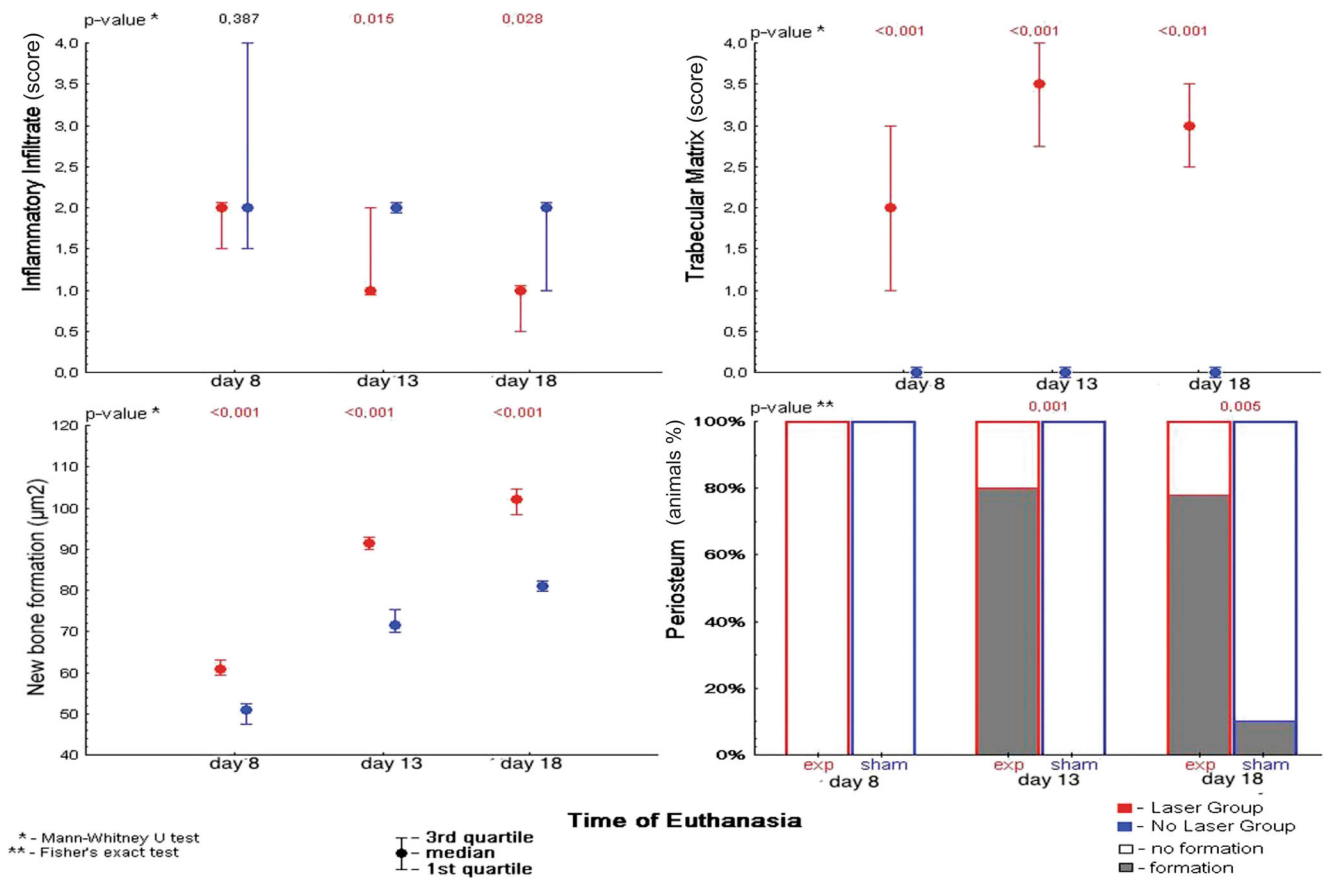 p-value * 0,387 0,015 0,028
4,0
3,5
3,0
2,5
2,0
1,5
1,0
0,5
0,0
Inflammatory Infiltrate (score)
day 8 day 13 day 18
p-value * <0,001 <0,001 <0,001
4,0
3,5
3,0
2,5
2,0
1,5
1,0
0,5
0,0
Trabecular Matrix (score)
day 8 day 13 day 18
p-value * <0,001 <0,001 <0,001
120
110
100
90
80
70
60
50
40
New bone formation (µm2)
day 8 day 13 day 18
p-value ** 0,001 0,005
100%
80%
60%
40%
20%
0%
Periosteum (animals %)
exp sham exp sham exp sham
day 8 day 13 day 18
Time of Euthanasia
* - Mann-Whitney U test
** - Fisher's exact test
- 3rd quartile
- median
- 1st quartile
- Laser Group
- No Laser Group
- no formation
- formation